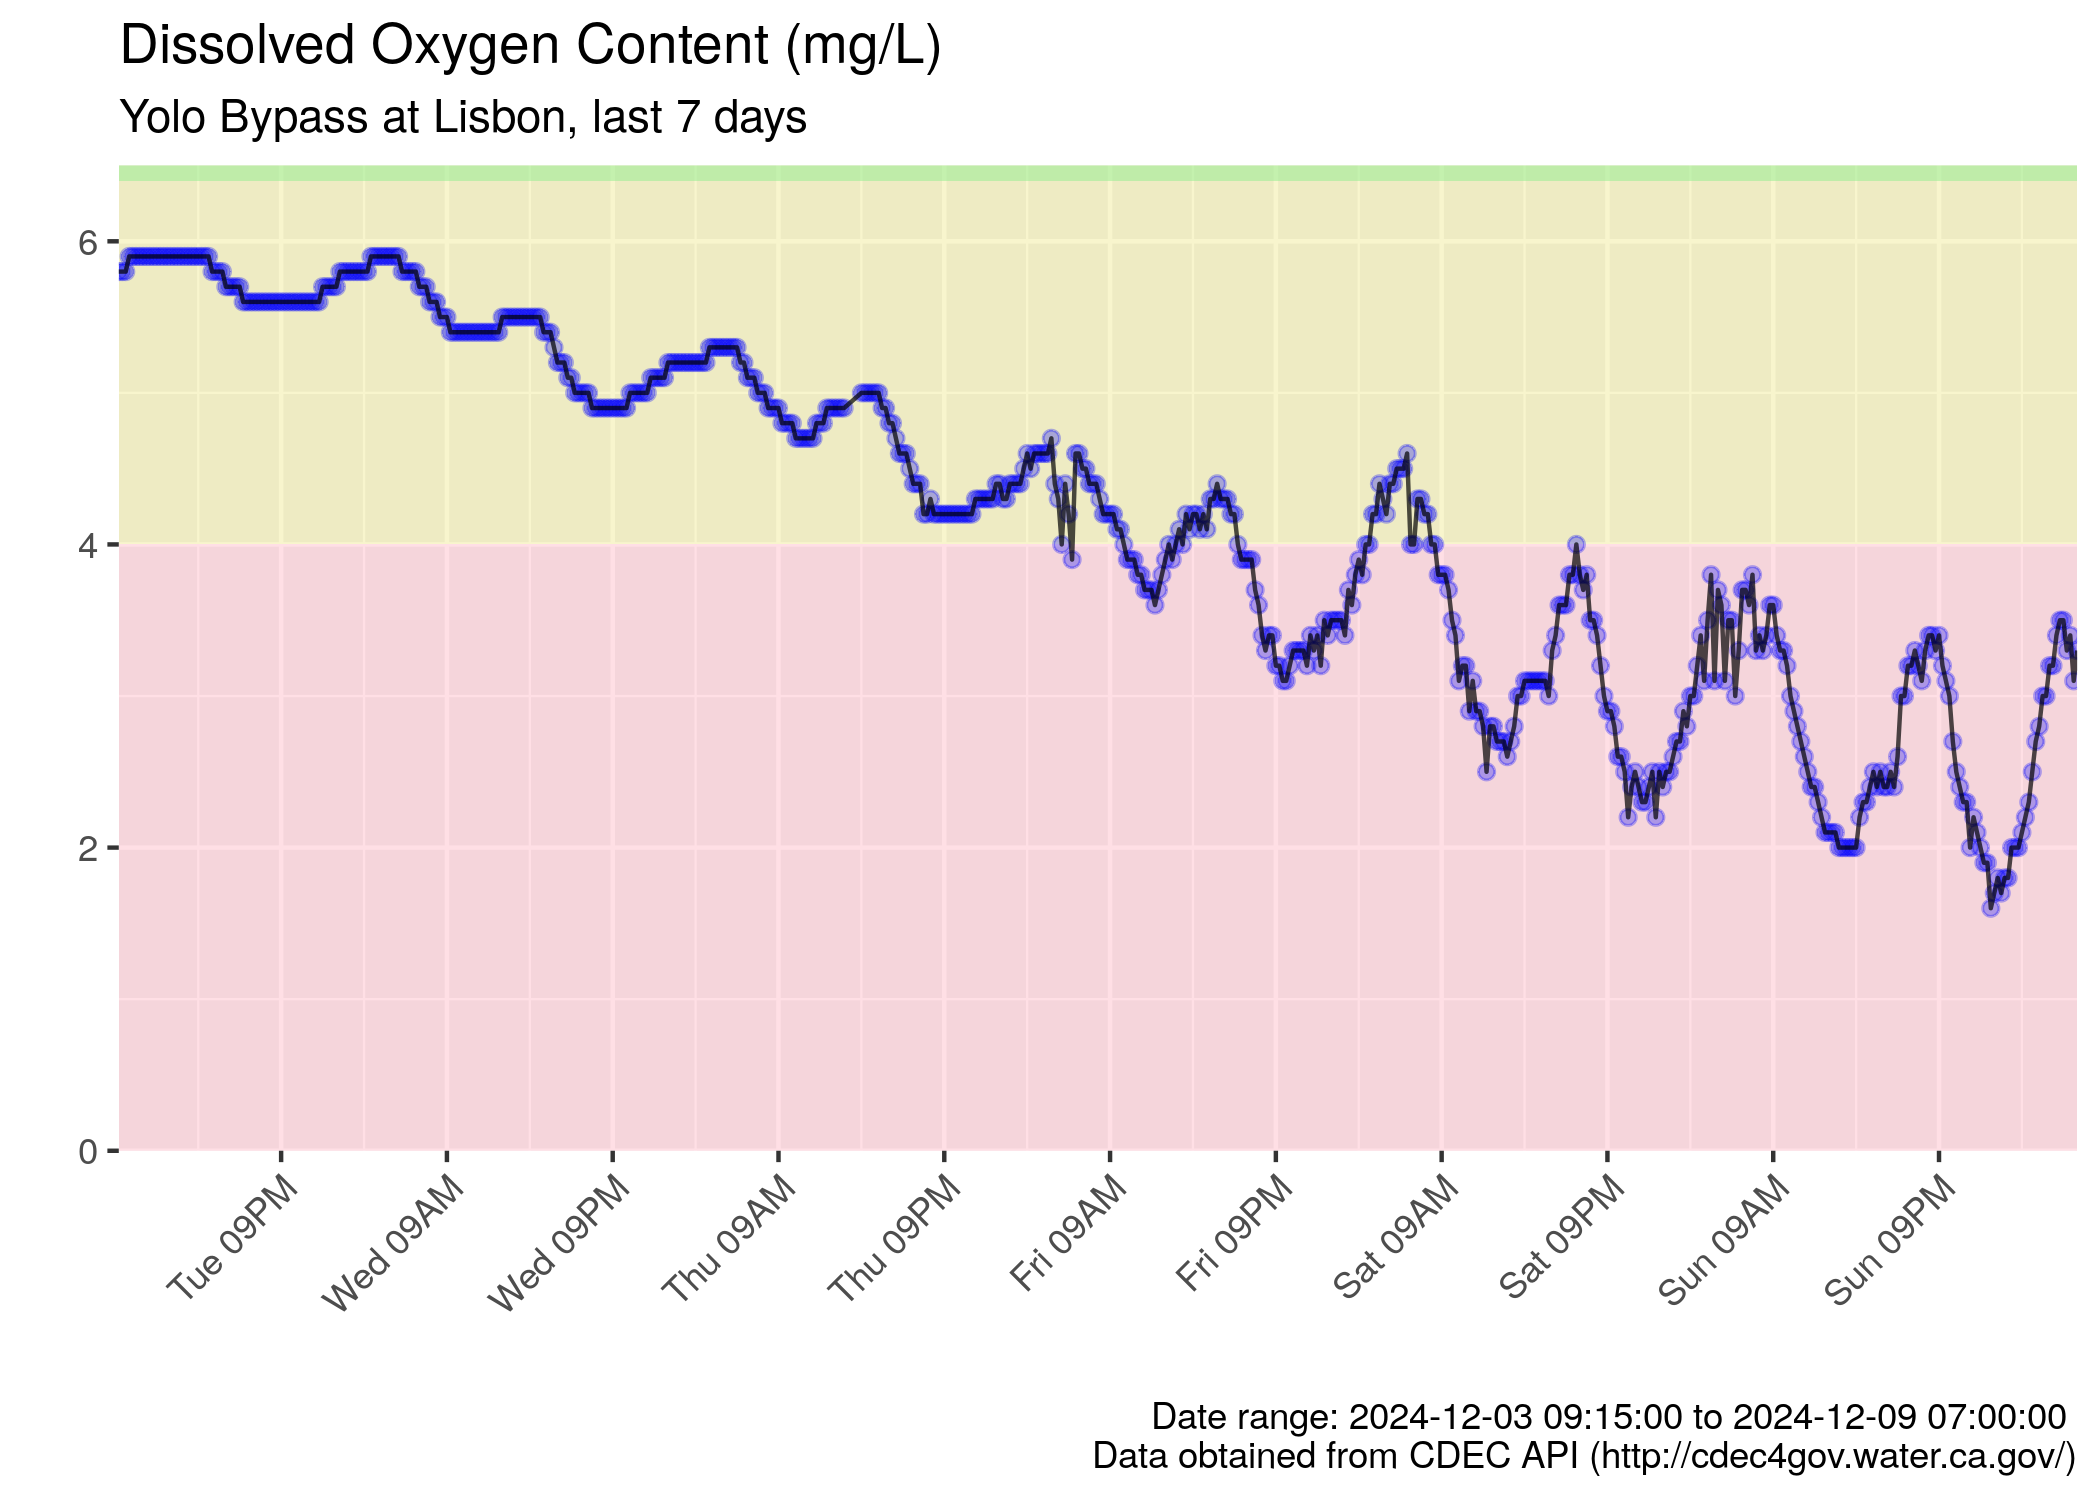 Dissolved Oxygen Content (mg/L)
Yolo Bypass at Lisbon, last 7 days
6
4
2
0
Tue 09PM
Wed 09AM
Wed 09PM
Thu 09AM
Thu 09PM
Fri 09AM
Fri 09PM
Sat 09AM
Sat 09PM
Sun 09AM
Sun 09PM
Date range: 2024-12-03 09:15:00 to 2024-12-09 07:00:00
Data obtained from CDEC API (http://cdec4gov.water.ca.gov/)